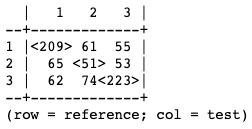 |   1   2   3 |
--+-------------+
1 |<209> 61  55 |
2 |  65 <51> 53 |
3 |  62  74<223>|
--+-------------+
(row = reference; col = test)